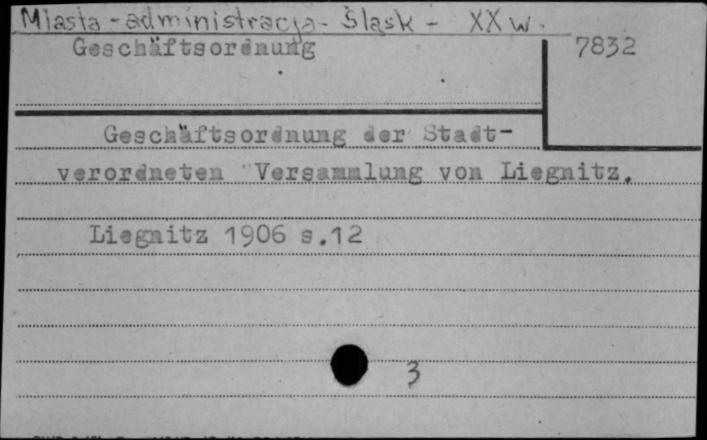 Miasta - administracja - Śląsk - XX w.
Geschäftsordnung
7832
Geschäftsordnung der Stadt-
verordneten Versammlung von Liegnitz.
Liegnitz 1906 s.12
3